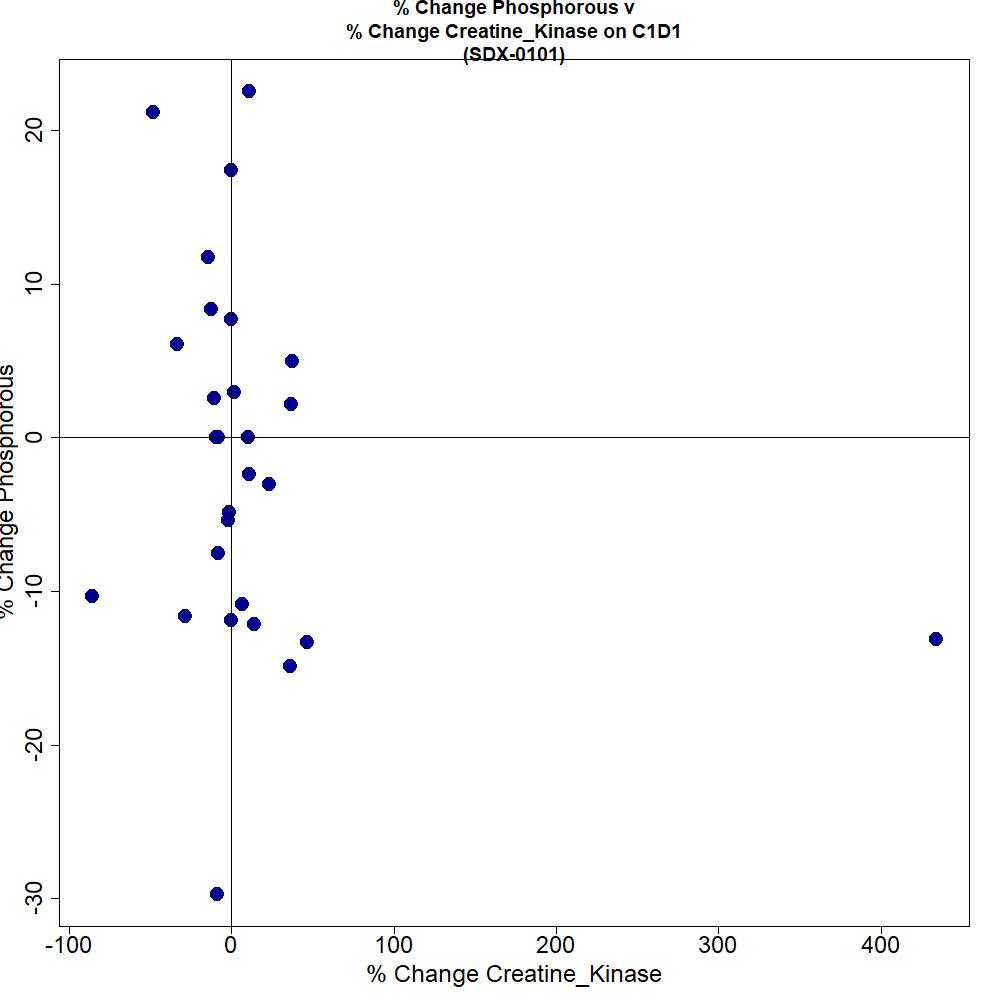 % Change Phosphorous v
% Change Creatine_Kinase on C1D1
(SDX-0101)
% Change Phosphorous
20
10
0
-10
-20
-30
-100 0 100 200 300 400
% Change Creatine_Kinase